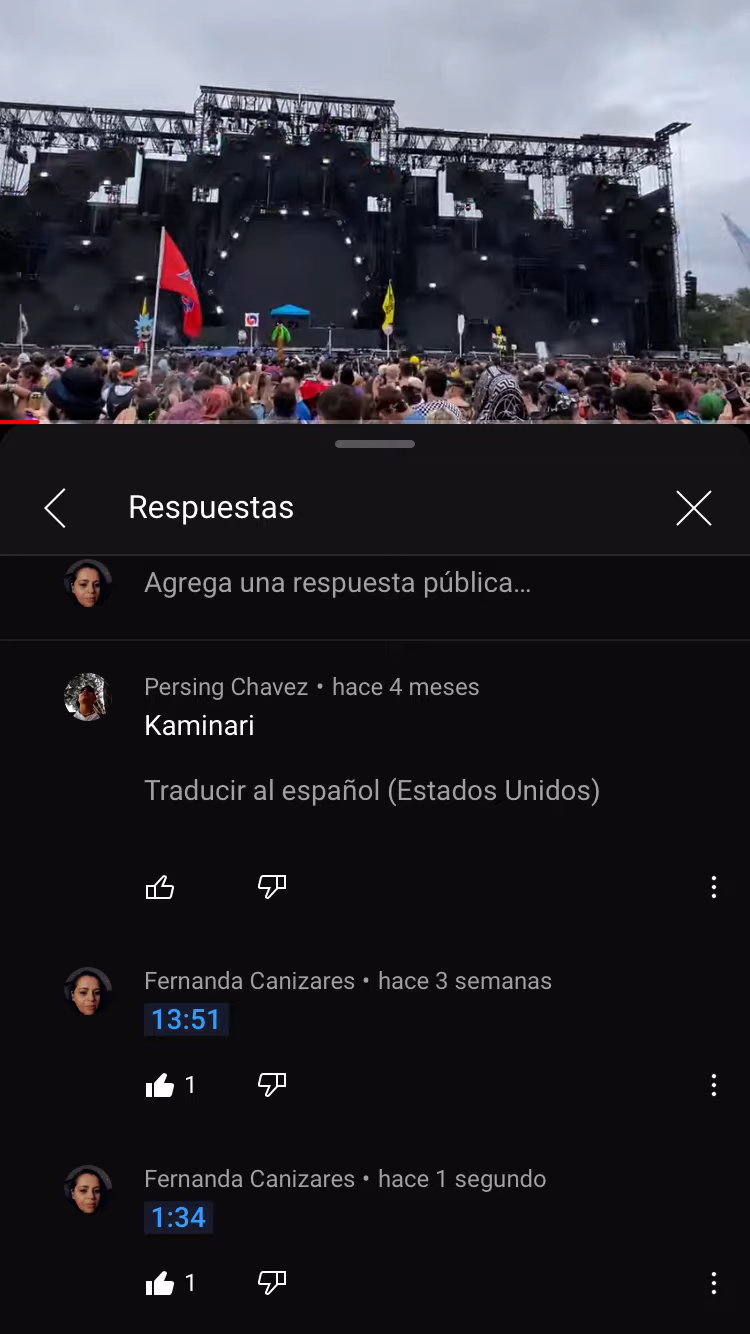 Respuestas
Agrega una respuesta pública...
Persing Chavez • hace 4 meses
Kaminari
Traducir al español (Estados Unidos)
Fernanda Canizares • hace 3 semanas
13:51
1
Fernanda Canizares • hace 1 segundo
1:34
1